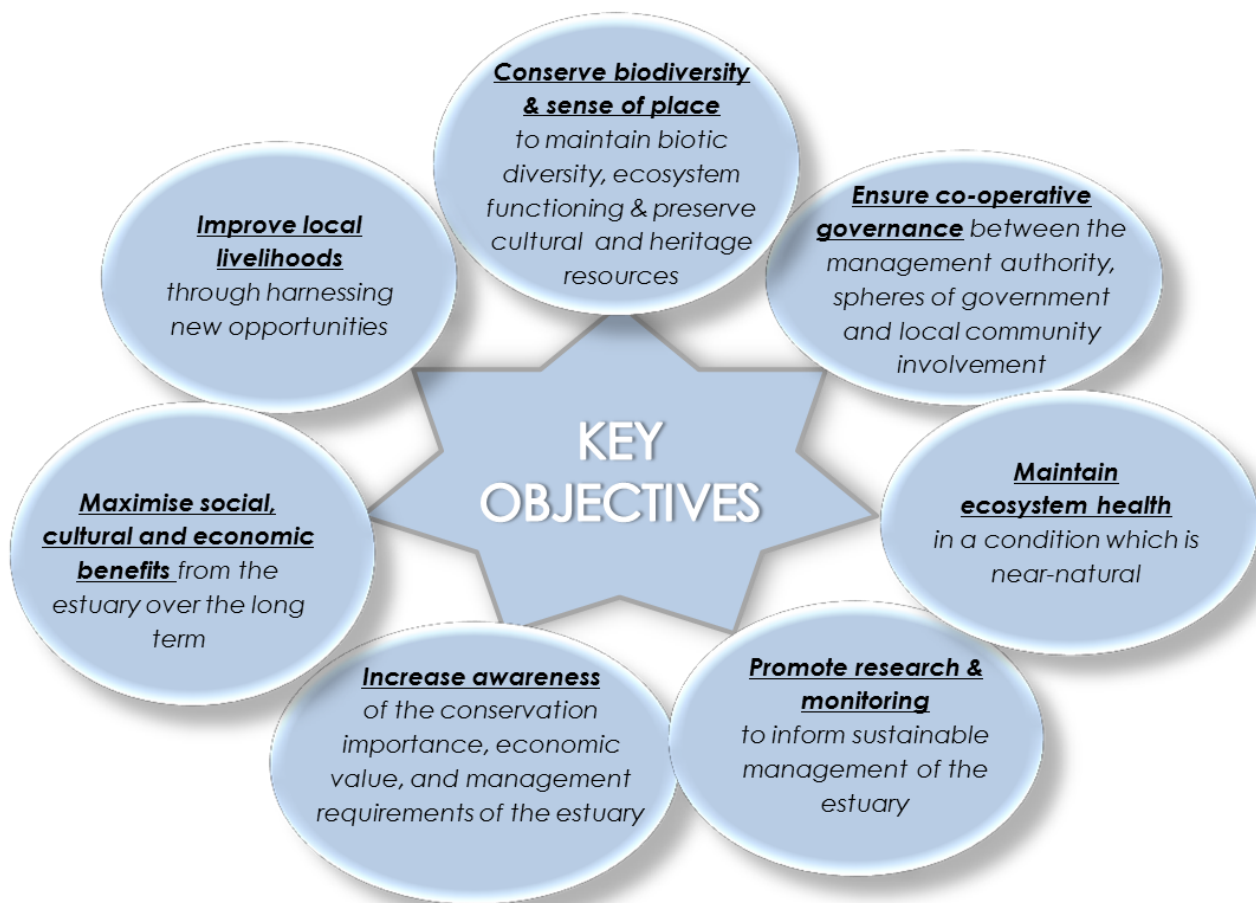 Conserve biodiversity
& sense of place
to maintain biotic
diversity, ecosystem
functioning & preserve
cultural and heritage
resources
Ensure co-operative
governance between the
management authority,
spheres of government
and local community
involvement
Maintain
ecosystem health
in a condition which is
near-natural
Promote research &
monitoring
to inform sustainable
management of the
estuary
Increase awareness
of the conservation
importance, economic
value, and management
requirements of the estuary
Maximise social,
cultural and economic
benefits from the
estuary over the long
term
Improve local
livelihoods
through harnessing
new opportunities
KEY
OBJECTIVES